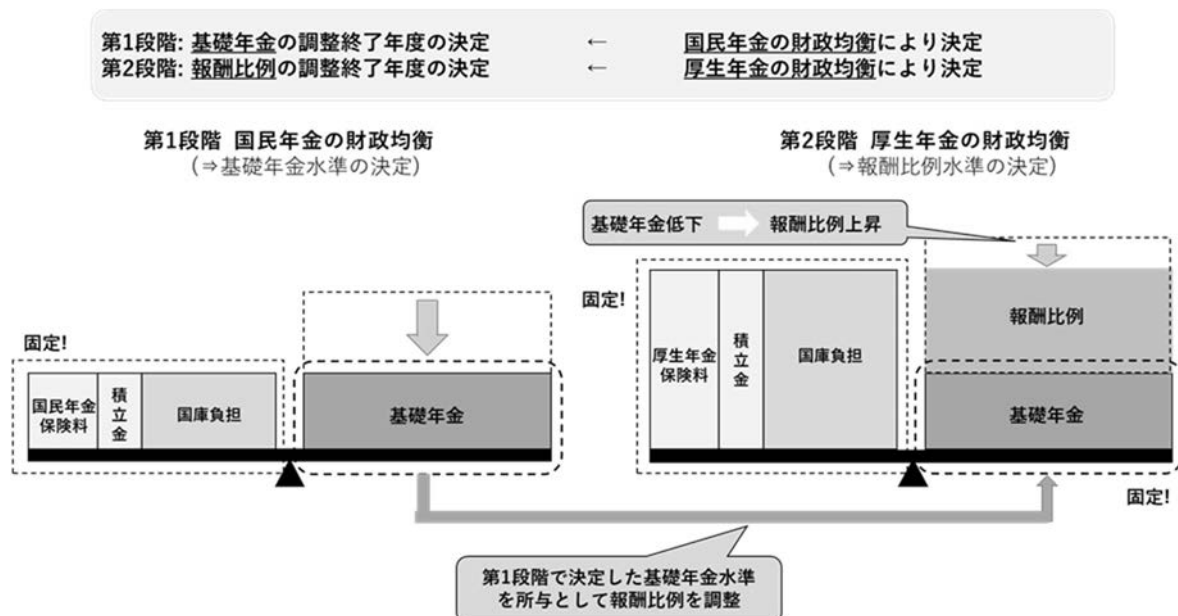 第1段階: 基礎年金の調整終了年度の決定 ← 国民年金の財政均衡により決定
第2段階: 報酬比例の調整終了年度の決定 ← 厚生年金の財政均衡により決定
第1段階 国民年金の財政均衡
(⇒基礎年金水準の決定)
固定!
国民年金
保険料
積立金
国庫負担
基礎年金
第2段階 厚生年金の財政均衡
(⇒報酬比例水準の決定)
基礎年金低下 報酬比例上昇
固定!
厚生年金
保険料
積立金
国庫負担
報酬比例
基礎年金
固定!
第1段階で決定した基礎年金水準
を所与として報酬比例を調整